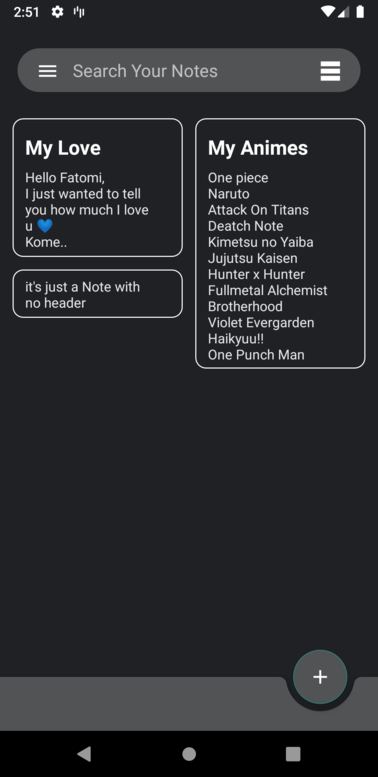 2:51
Search Your Notes
My Love
Hello Fatomi,
I just wanted to tell
you how much I love
u 💙
Kome..
it's just a Note with
no header
My Animes
One piece
Naruto
Attack On Titans
Deatch Note
Kimetsu no Yaiba
Jujutsu Kaisen
Hunter x Hunter
Fullmetal Alchemist
Brotherhood
Violet Evergarden
Haikyuu!!
One Punch Man